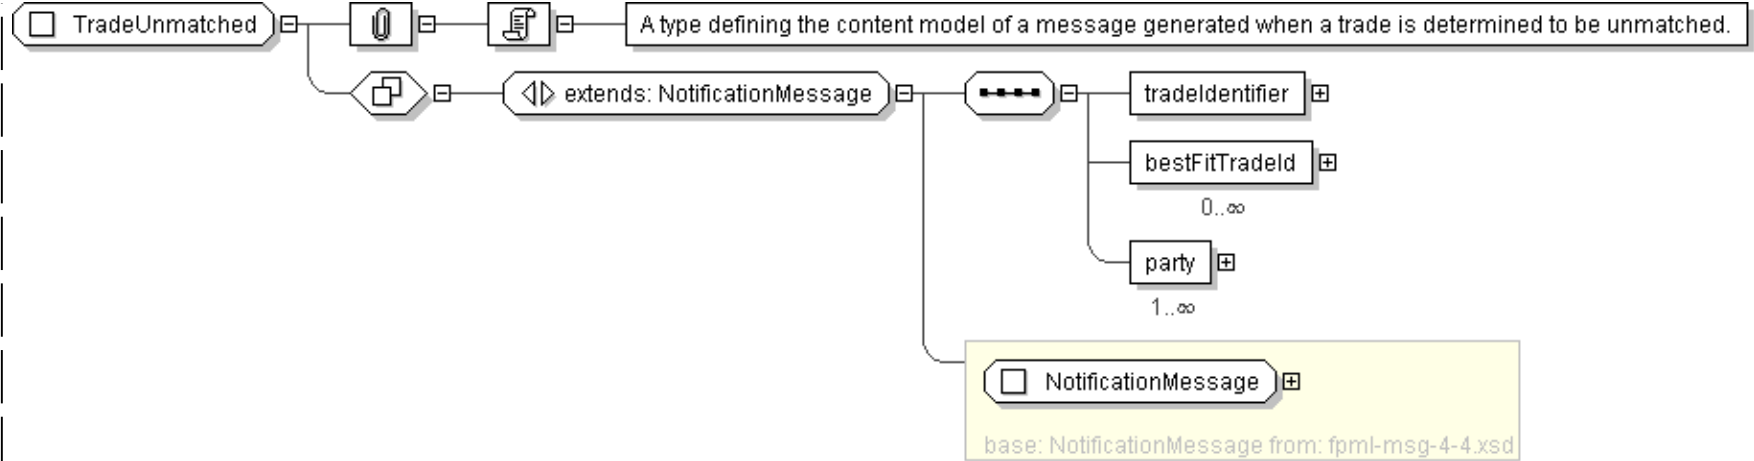 TradeUnmatched
A type defining the content model of a message generated when a trade is determined to be unmatched.
extends: NotificationMessage
tradeIdentifier
bestFitTradeId
0..∞
party
1..∞
NotificationMessage
base: NotificationMessage from: fpml-msg-4-4.xsd